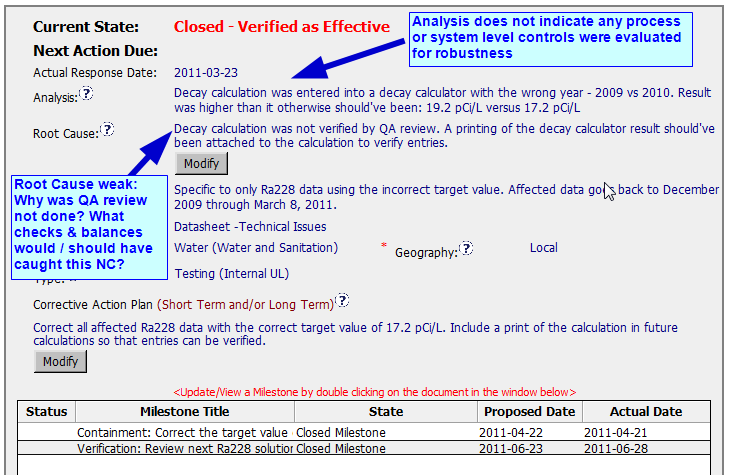 Current State: Closed - Verified as Effective
Analysis does not indicate any process
or system level controls were evaluated
for robustness
Next Action Due:
Actual Response Date: 2011-03-23
Analysis:? Decay calculation was entered into a decay calculator with the wrong year - 2009 vs 2010. Result
was higher than it otherwise should've been: 19.2 pCi/L versus 17.2 pCi/L
Root Cause:? Decay calculation was not verified by QA review. A printing of the decay calculator result should've
been attached to the calculation to verify entries.
Modify
Root Cause weak:
Why was QA review
not done? What
checks & balances
would / should have
caught this NC?
Specific to only Ra228 data using the incorrect target value. Affected data goes back to December
2009 through March 8, 2011.
Datasheet -Technical Issues
Water (Water and Sanitation) * Geography:? Local
Type: Testing (Internal UL)
Corrective Action Plan (Short Term and/or Long Term)?
Correct all affected Ra228 data with the correct target value of 17.2 pCi/L. Include a print of the calculation in future
calculations so that entries can be verified.
Modify
<Update/View a Milestone by double clicking on the document in the window below>
Status Milestone Title State Proposed Date Actual Date
Containment: Correct the target value Closed Milestone 2011-04-22 2011-04-21
Verification: Review next Ra228 solution Closed Milestone 2011-06-23 2011-06-28